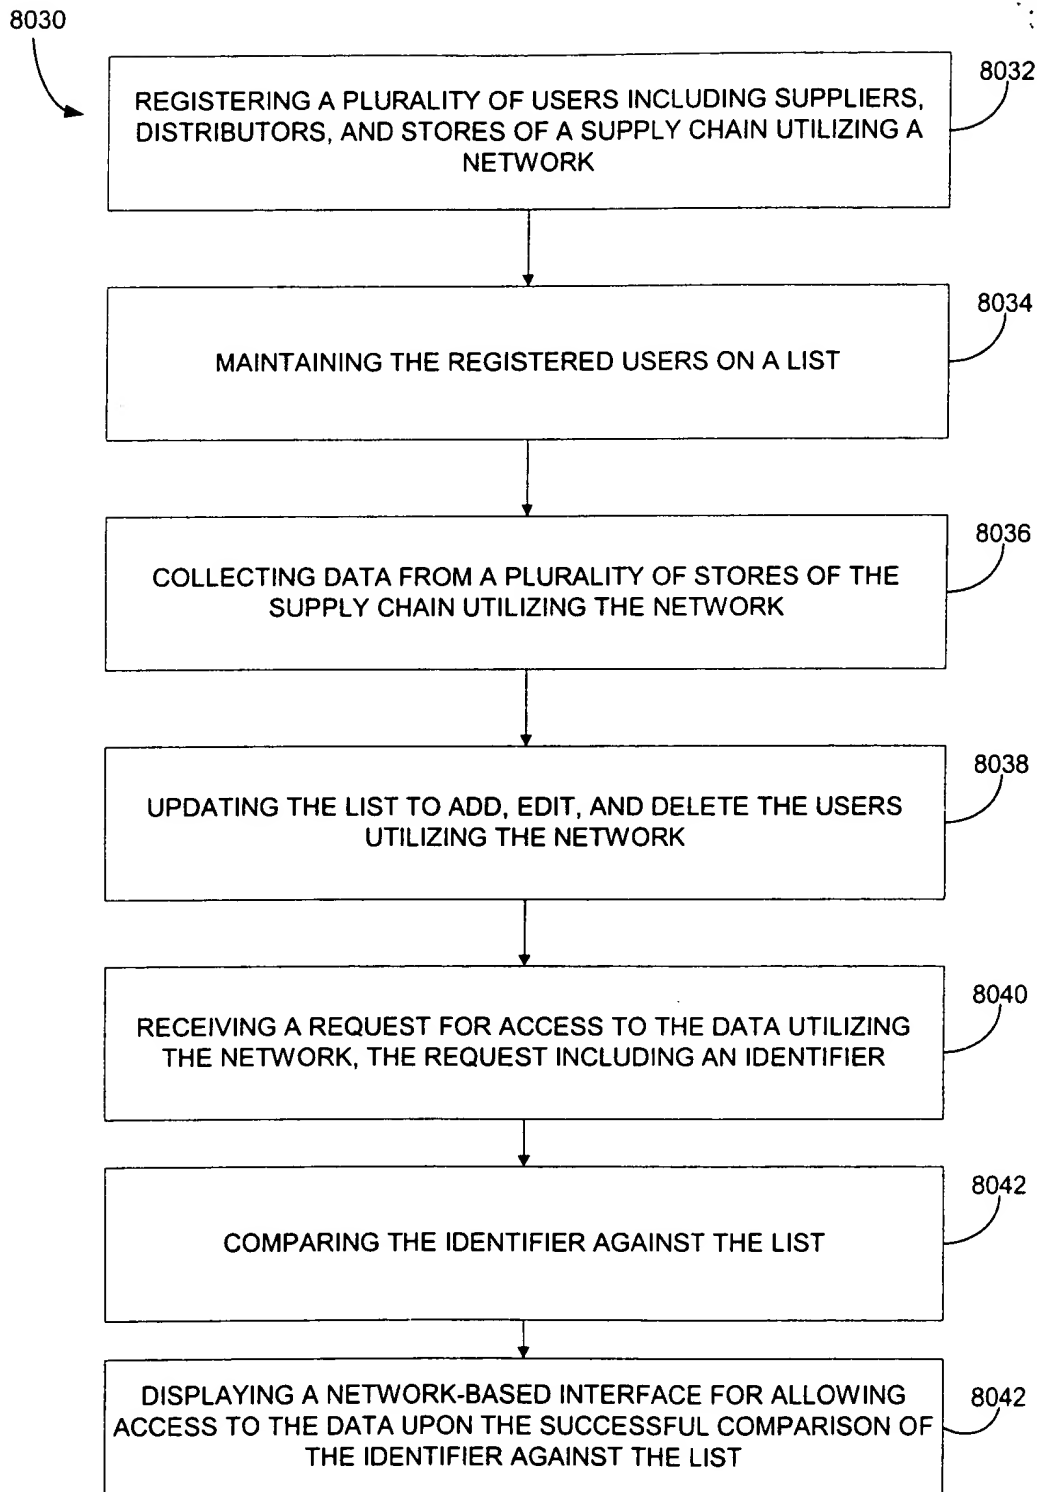 8030
8032
REGISTERING A PLURALITY OF USERS INCLUDING SUPPLIERS,
DISTRIBUTORS, AND STORES OF A SUPPLY CHAIN UTILIZING A
NETWORK
8034
MAINTAINING THE REGISTERED USERS ON A LIST
8036
COLLECTING DATA FROM A PLURALITY OF STORES OF THE
SUPPLY CHAIN UTILIZING THE NETWORK
8038
UPDATING THE LIST TO ADD, EDIT, AND DELETE THE USERS
UTILIZING THE NETWORK
8040
RECEIVING A REQUEST FOR ACCESS TO THE DATA UTILIZING
THE NETWORK, THE REQUEST INCLUDING AN IDENTIFIER
8042
COMPARING THE IDENTIFIER AGAINST THE LIST
8042
DISPLAYING A NETWORK-BASED INTERFACE FOR ALLOWING
ACCESS TO THE DATA UPON THE SUCCESSFUL COMPARISON OF
THE IDENTIFIER AGAINST THE LIST